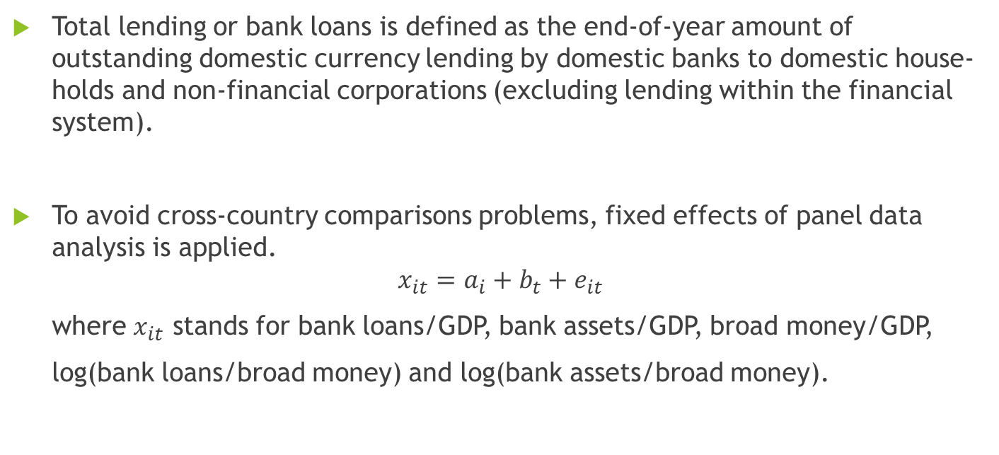 Total lending or bank loans is defined as the end-of-year amount of
outstanding domestic currency lending by domestic banks to domestic house-
holds and non-financial corporations (excluding lending within the financial
system).
To avoid cross-country comparisons problems, fixed effects of panel data
analysis is applied.
x_{it} = a_i + b_t + e_{it}
where x_{it} stands for bank loans/GDP, bank assets/GDP, broad money/GDP,
log(bank loans/broad money) and log(bank assets/broad money).